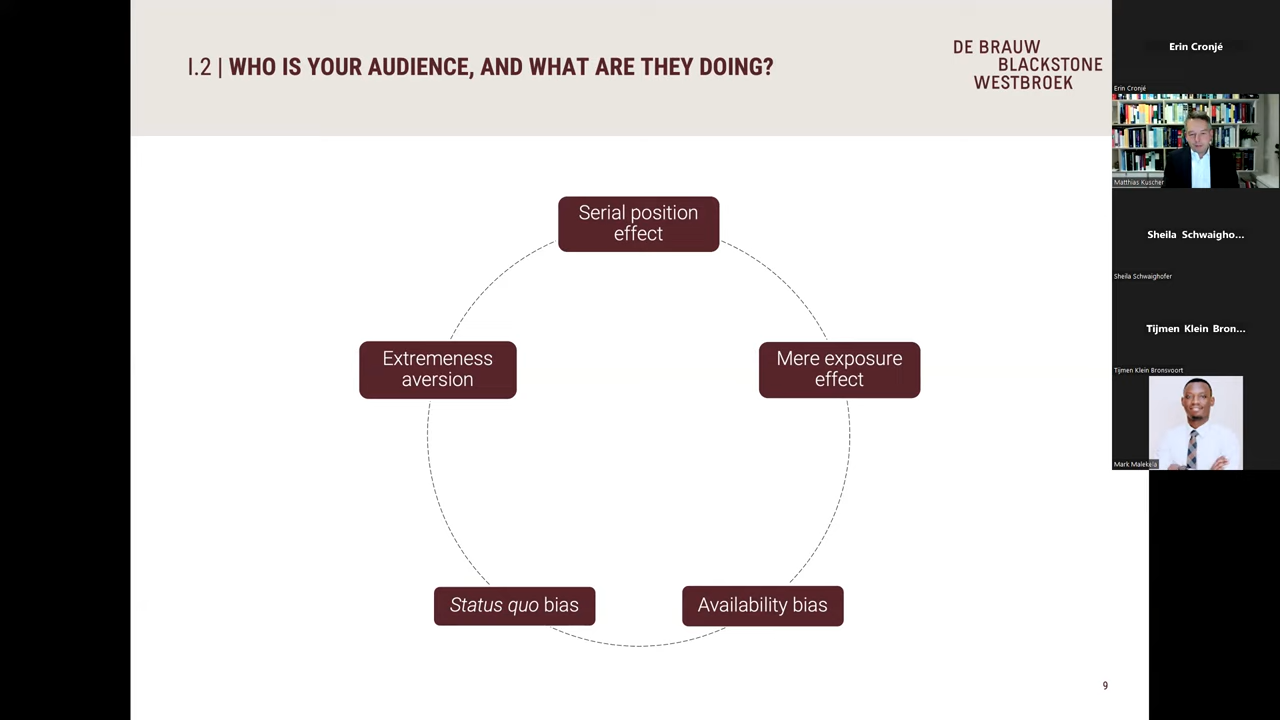 I.2 | WHO IS YOUR AUDIENCE, AND WHAT ARE THEY DOING?
DE BRAUW
BLACKSTONE
WESTBROEK
Serial position
effect
Extremeness
aversion
Mere exposure
effect
Status quo bias
Availability bias
9
Erin Cronjé
Erin Cronjé
Matthias Kuscher
Sheila Schwaigho...
Sheila Schwaighofer
Tijmen Klein Bron...
Tijmen Klein Bronsvoort
Mark Malekela